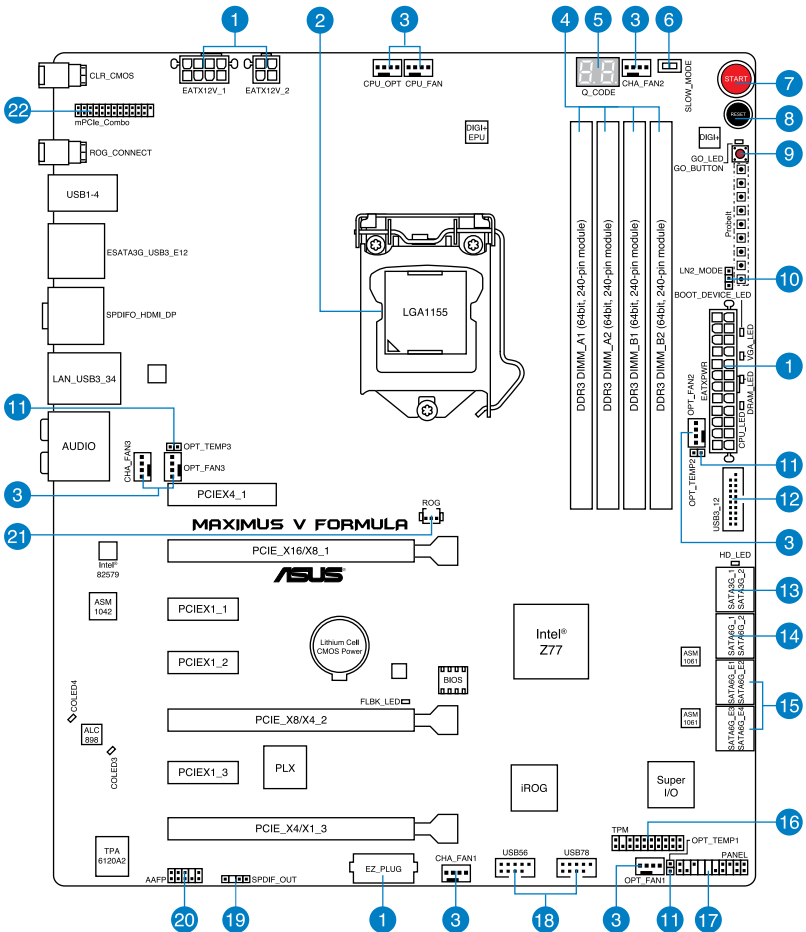 1
2
3
4
5
6
3
CLR_CMOS
EATX12V_1
EATX12V_2
CPU_OPT
CPU_FAN
8.8.
Q_CODE
CHA_FAN2
SLOW_MODE
START
7
22
mPCIe_Combo
DIGI+
EPU
DIGI+
RESET
8
ROG_CONNECT
GO_LED
GO_BUTTON
9
USB1-4
ProbeIt
ESATA3G_USB3_E12
2
LGA1155
DDR3 DIMM_A1 (64bit, 240-pin module)
DDR3 DIMM_A2 (64bit, 240-pin module)
DDR3 DIMM_B1 (64bit, 240-pin module)
DDR3 DIMM_B2 (64bit, 240-pin module)
LN2_MODE
10
BOOT_DEVICE_LED
SPDIFO_HDMI_DP
VGA_LED
EATXPWR
1
LAN_USB3_34
DRAM_LED
OPT_FAN2
CPU_LED
11
AUDIO
CHA_FAN3
OPT_TEMP3
OPT_FAN3
OPT_TEMP2
11
3
PCIEX4_1
ROG
USB3_12
12
MAXIMUS V FORMULA
21
3
PCIE_X16/X8_1
HD_LED
Intel®
82579
ASUS®
SATA3G_1
SATA3G_2
13
ASM
1042
PCIEX1_1
Lithium Cell
CMOS Power
Intel®
Z77
SATA6G_1
SATA6G_2
14
PCIEX1_2
ASM
1061
BIOS
SATA6G_E1
SATA6G_E2
15
FLBK_LED
COLED4
PCIE_X8/X4_2
ASM
1061
SATA6G_E3
SATA6G_E4
ALC
898
COLED3
PCIEX1_3
PLX
iROG
Super
I/O
PCIE_X4/X1_3
TPM
16
OPT_TEMP1
TPA
6120A2
USB56
USB78
PANEL
AAFP
SPDIF_OUT
EZ_PLUG
CHA_FAN1
OPT_FAN1
20
19
1
3
18
3
11
17